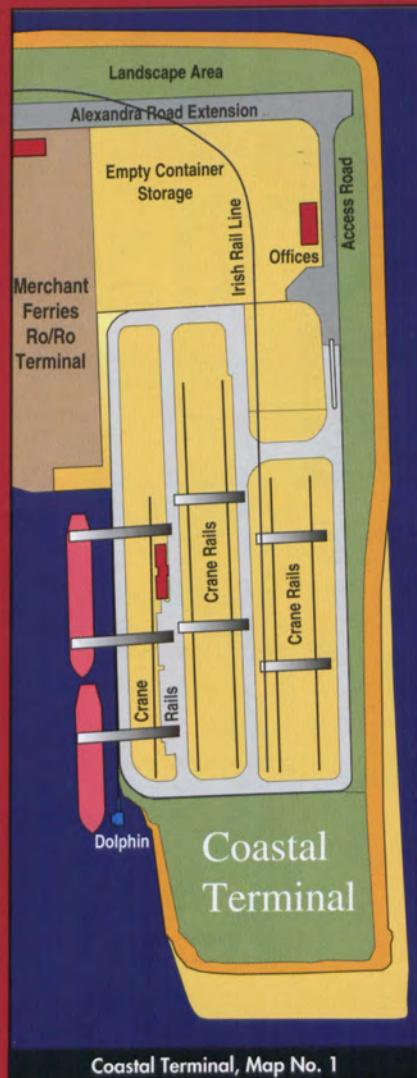 Landscape Area
Alexandra Road Extension
Empty Container
Storage
Irish Rail Line
Access Road
Offices
Merchant
Ferries
Ro/Ro
Terminal
Crane
Rails
Crane Rails
Crane Rails
Dolphin
Coastal
Terminal
Coastal Terminal, Map No. 1